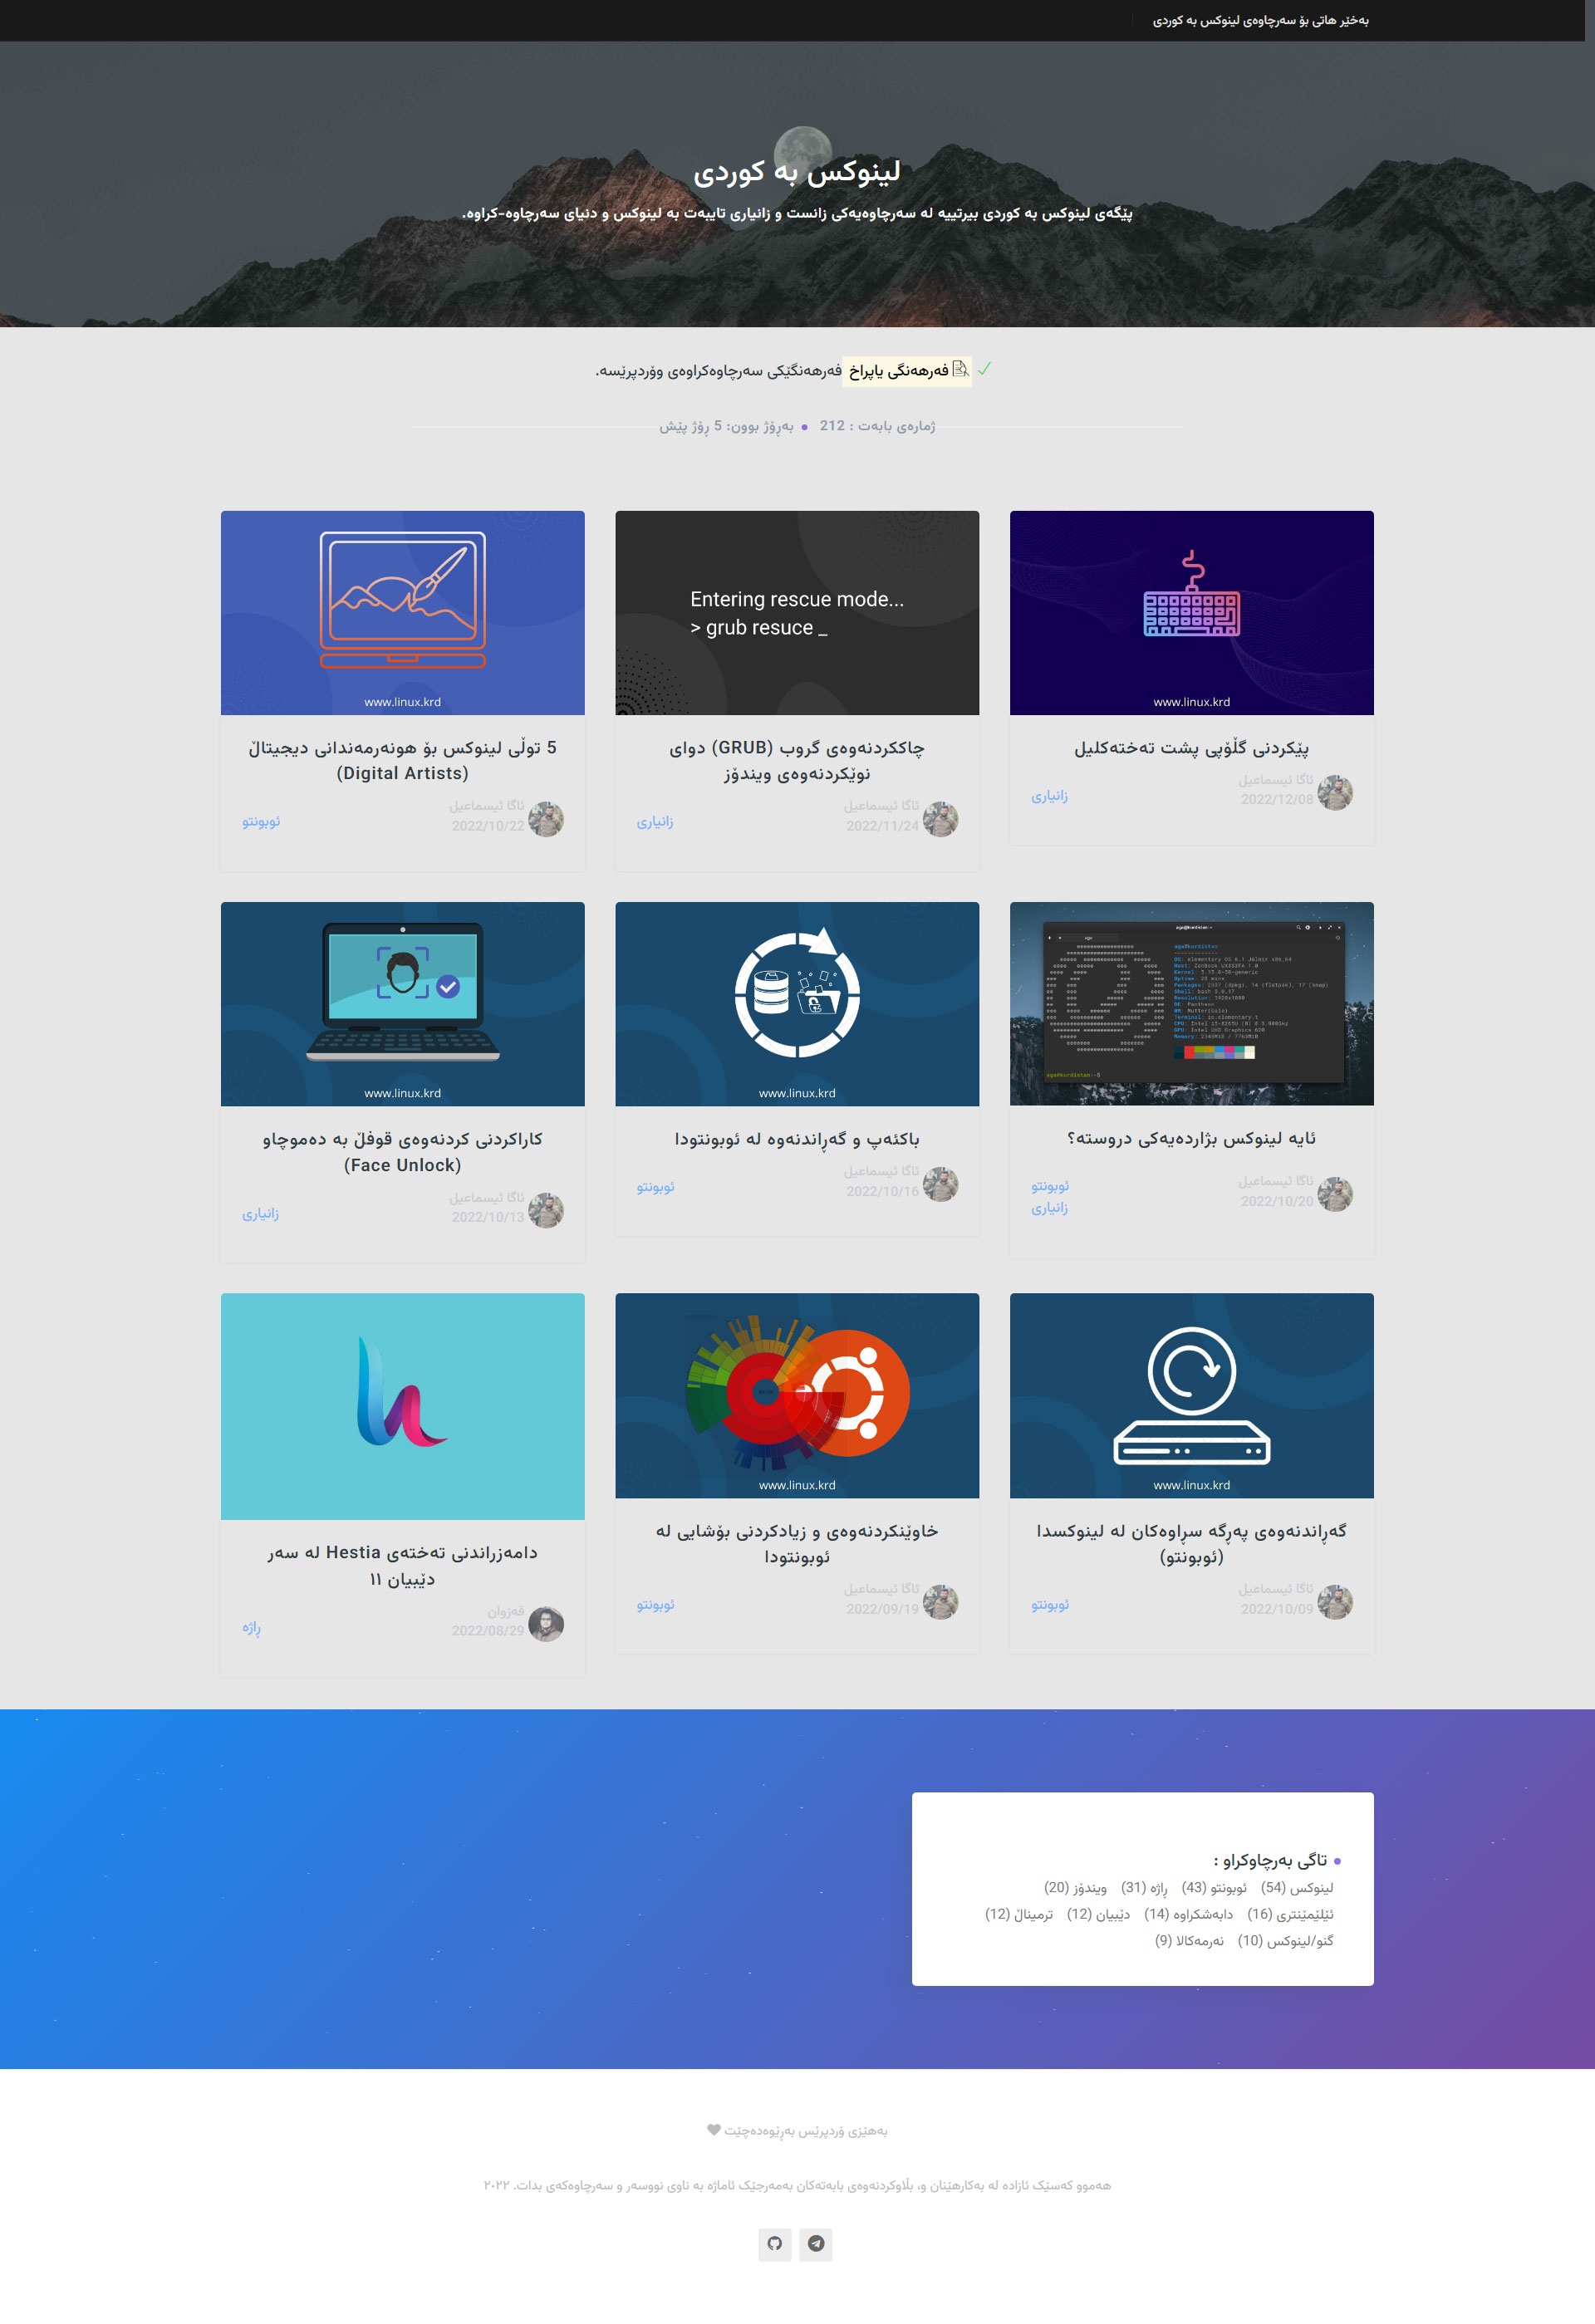 بەخێر هاتی بۆ سەرچاوەی لینوکس بە کوردی
لینوکس بە کوردی
پێگەی لینوکس بە کوردی بیرتییە لە سەرچاوەیەکی زانست و زانیاری تایبەت بە لینوکس و دنیای سەرچاوە-کراوە.
فەرهەنگی یاپراخ فەرهەنگێکی سەرچاوەکراوەی وۆردپرێسە.
ژمارەی بابەت : 212 بەڕۆژ بوون: 5 ڕۆژ پێش
www.linux.krd
پێکردنی گڵۆپی پشت تەختەکلیل
ئاگا ئیسماعیل
2022/12/08
زانیاری
Entering rescue mode...
> grub resuce _
چاککردنەوەی گروب (GRUB) دوای
نوێکردنەوەی ویندۆز
ئاگا ئیسماعیل
2022/11/24
زانیاری
www.linux.krd
5 توڵی لینوکس بۆ هونەرمەندانی دیجیتاڵ
(Digital Artists)
ئاگا ئیسماعیل
2022/10/22
ئوبونتو
ئایە لینوکس بژاردەیەکی دروستە؟
ئاگا ئیسماعیل
2022/10/20
ئوبونتو
زانیاری
www.linux.krd
باکئەپ و گەڕاندنەوە لە ئوبونتودا
ئاگا ئیسماعیل
2022/10/16
ئوبونتو
www.linux.krd
کاراکردنی کردنەوەی قوفڵ بە دەموچاو
(Face Unlock)
ئاگا ئیسماعیل
2022/10/13
زانیاری
www.linux.krd
گەڕاندنەوەی پەڕگە سڕاوەکان لە لینوکسدا
(ئوبونتو)
ئاگا ئیسماعیل
2022/10/09
ئوبونتو
www.linux.krd
خاوێنکردنەوەی و زیادکردنی بۆشایی لە
ئوبونتودا
ئاگا ئیسماعیل
2022/09/19
ئوبونتو
دامەزراندنی تەختەی Hestia لە سەر
دێبیان ١١
قەزوان
2022/08/29
ڕاژە
تاگی بەرچاوکراو :
لینوکس (54) ئوبونتو (43) ڕاژە (31) ویندۆز (20)
ئێلێمێنتری (16) دابەشکراوە (14) دێبیان (12) ترمیناڵ (12)
گنو/لینوکس (10) نەرمەکالا (9)
بەهێزی ۆردپرێس بەڕێوەدەچێت
هەموو کەسێک ئازادە لە بەکارهێنان و، بڵاوکردنەوەی بابەتەکان بەمەرجێک ئاماژە بە ناوی نووسەر و سەرچاوەکەی بدات. ٢٠٢٢